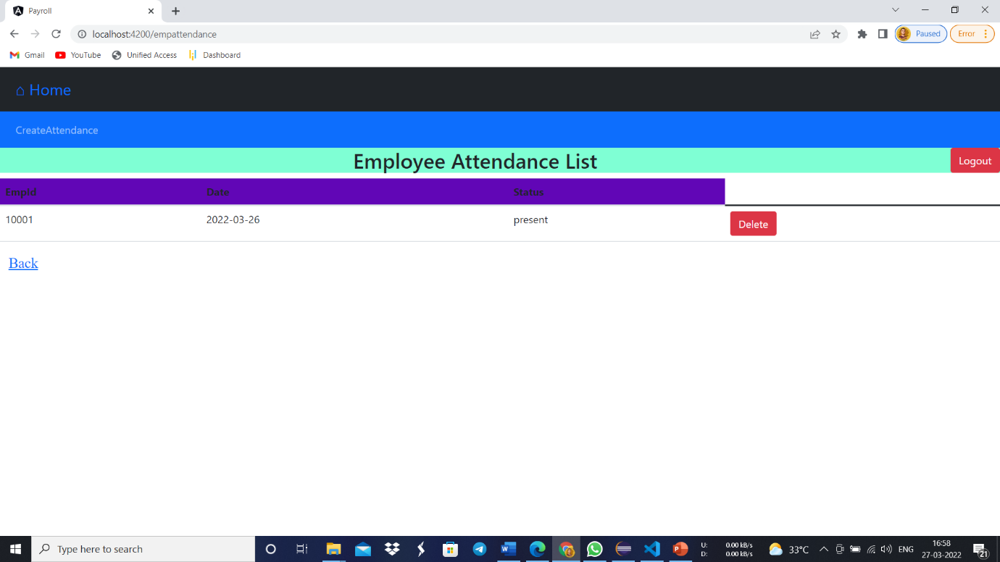 Payroll
localhost:4200/empattendance
Paused
Error
Gmail
YouTube
Unified Access
Dashboard
⌂ Home
CreateAttendance
Employee Attendance List
Logout
EmpId Date Status
10001 2022-03-26 present Delete
Back
Type here to search
U: 0.00 kB/s
D: 0.00 kB/s
33°C
ENG
16:58
27-03-2022
21